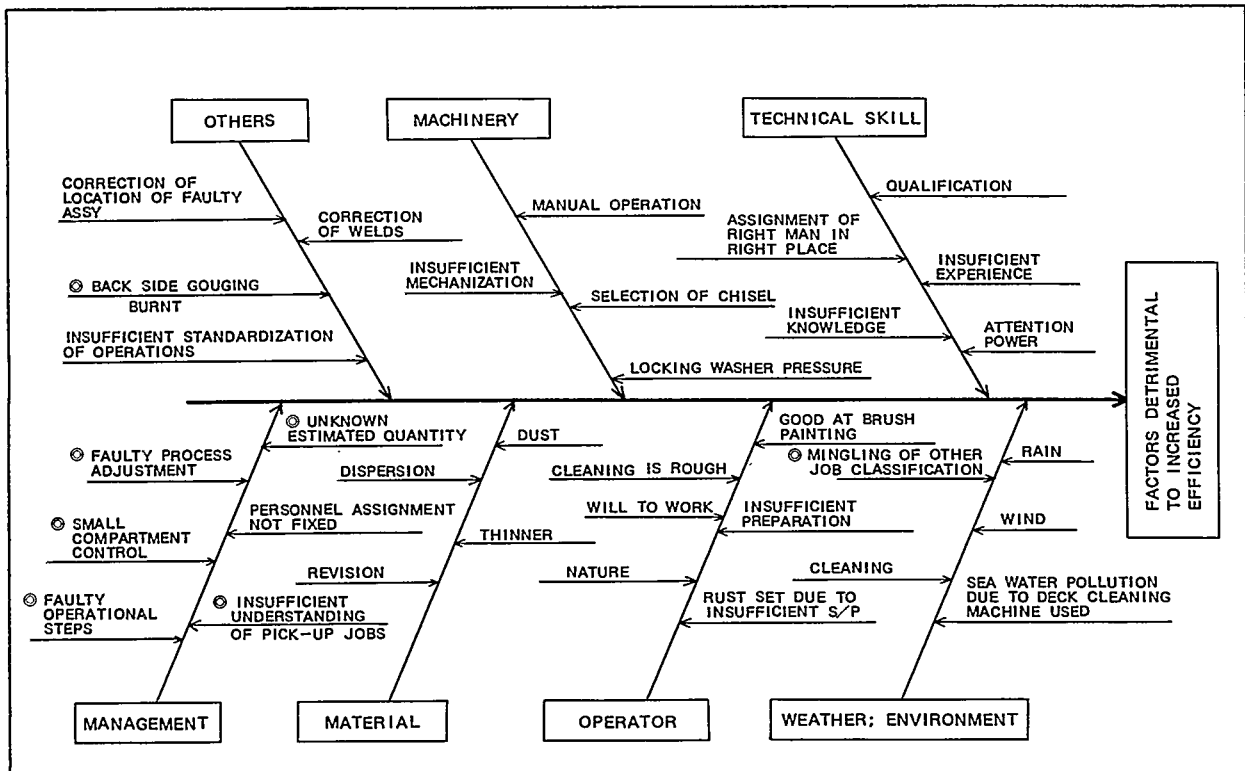 OTHERS
MACHINERY
TECHNICAL SKILL
CORRECTION OF
LOCATION OF FAULTY
ASSY
CORRECTION
OF WELDS
◎ BACK SIDE GOUGING
BURNT
INSUFFICIENT STANDARDIZATION
OF OPERATIONS
MANUAL OPERATION
INSUFFICIENT
MECHANIZATION
SELECTION OF CHISEL
LOCKING WASHER PRESSURE
QUALIFICATION
ASSIGNMENT OF
RIGHT MAN IN
RIGHT PLACE
INSUFICIENT
EXPERIENCE
INSUFFICIENT
KNOWLEDGE
ATTENTION
POWER
FACTORS DETRIMENTAL
TO INCREASED
EFFICIENCY
◎ UNKNOWN
ESTIMATED QUANTITY
◎ FAULTY PROCESS
ADJUSTMENT
PERSONNEL ASSIGNMENT
NOT FIXED
◎ SMALL
COMPARTMENT
CONTROL
◎ INSUFFICIENT
UNDERSTANDING
OF PICK-UP JOBS
◎ FAULTY
OPERATIONAL
STEPS
DUST
DISPERSION
THINNER
REVISION
GOOD AT BRUSH
PAINTING
CLEANING IS ROUGH
WILL TO WORK
INSUFFICIENT
PREPARATION
NATURE
RUST SET DUE TO
INSUFFICIENT S/P
◎ MINGLING OF OTHER
JOB CLASSIFICATION
RAIN
WIND
CLEANING
SEA WATER POLLUTION
DUE TO DECK CLEANING
MACHINE USED
MANAGEMENT
MATERIAL
OPERATOR
WEATHER; ENVIRONMENT